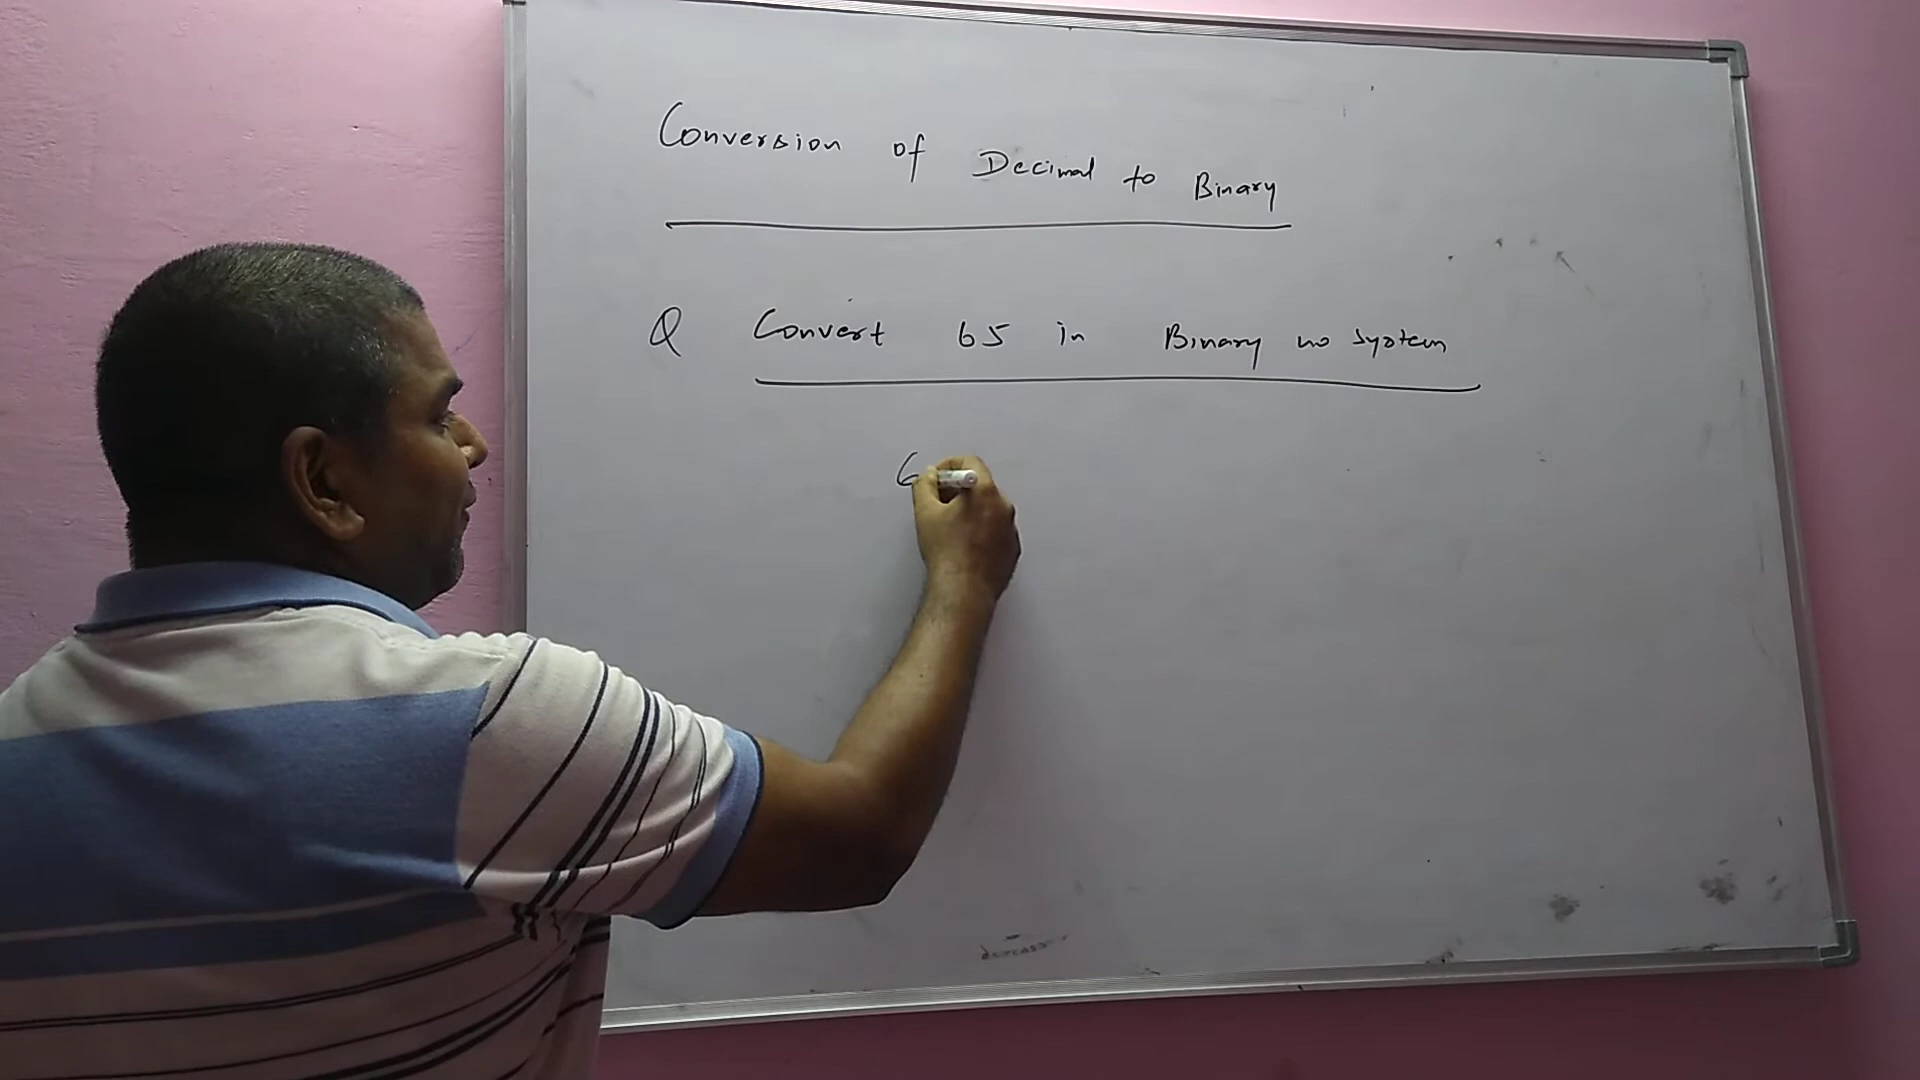 Conversion of Decimal to Binary
Q Convert 65 in Binary no system
6